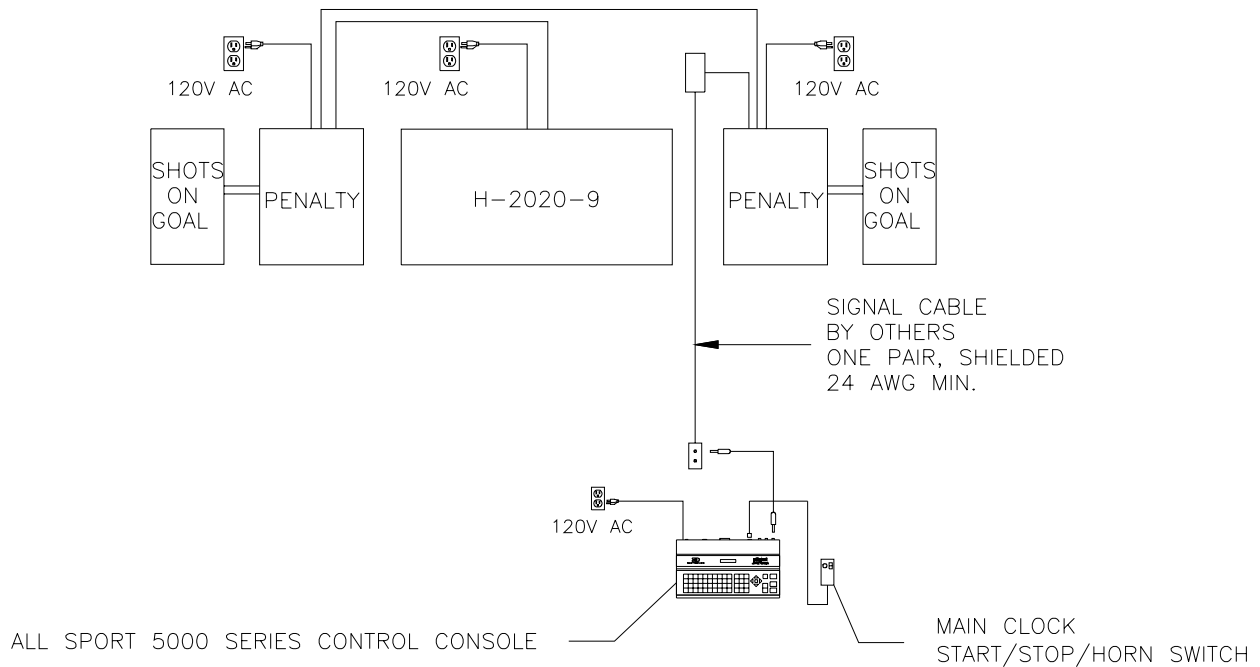 120V AC
120V AC
120V AC
SHOTS
ON
GOAL
PENALTY
H-2020-9
PENALTY
SHOTS
ON
GOAL
SIGNAL CABLE
BY OTHERS
ONE PAIR, SHIELDED
24 AWG MIN.
120V AC
ALL SPORT 5000 SERIES CONTROL CONSOLE
MAIN CLOCK
START/STOP/HORN SWITCH